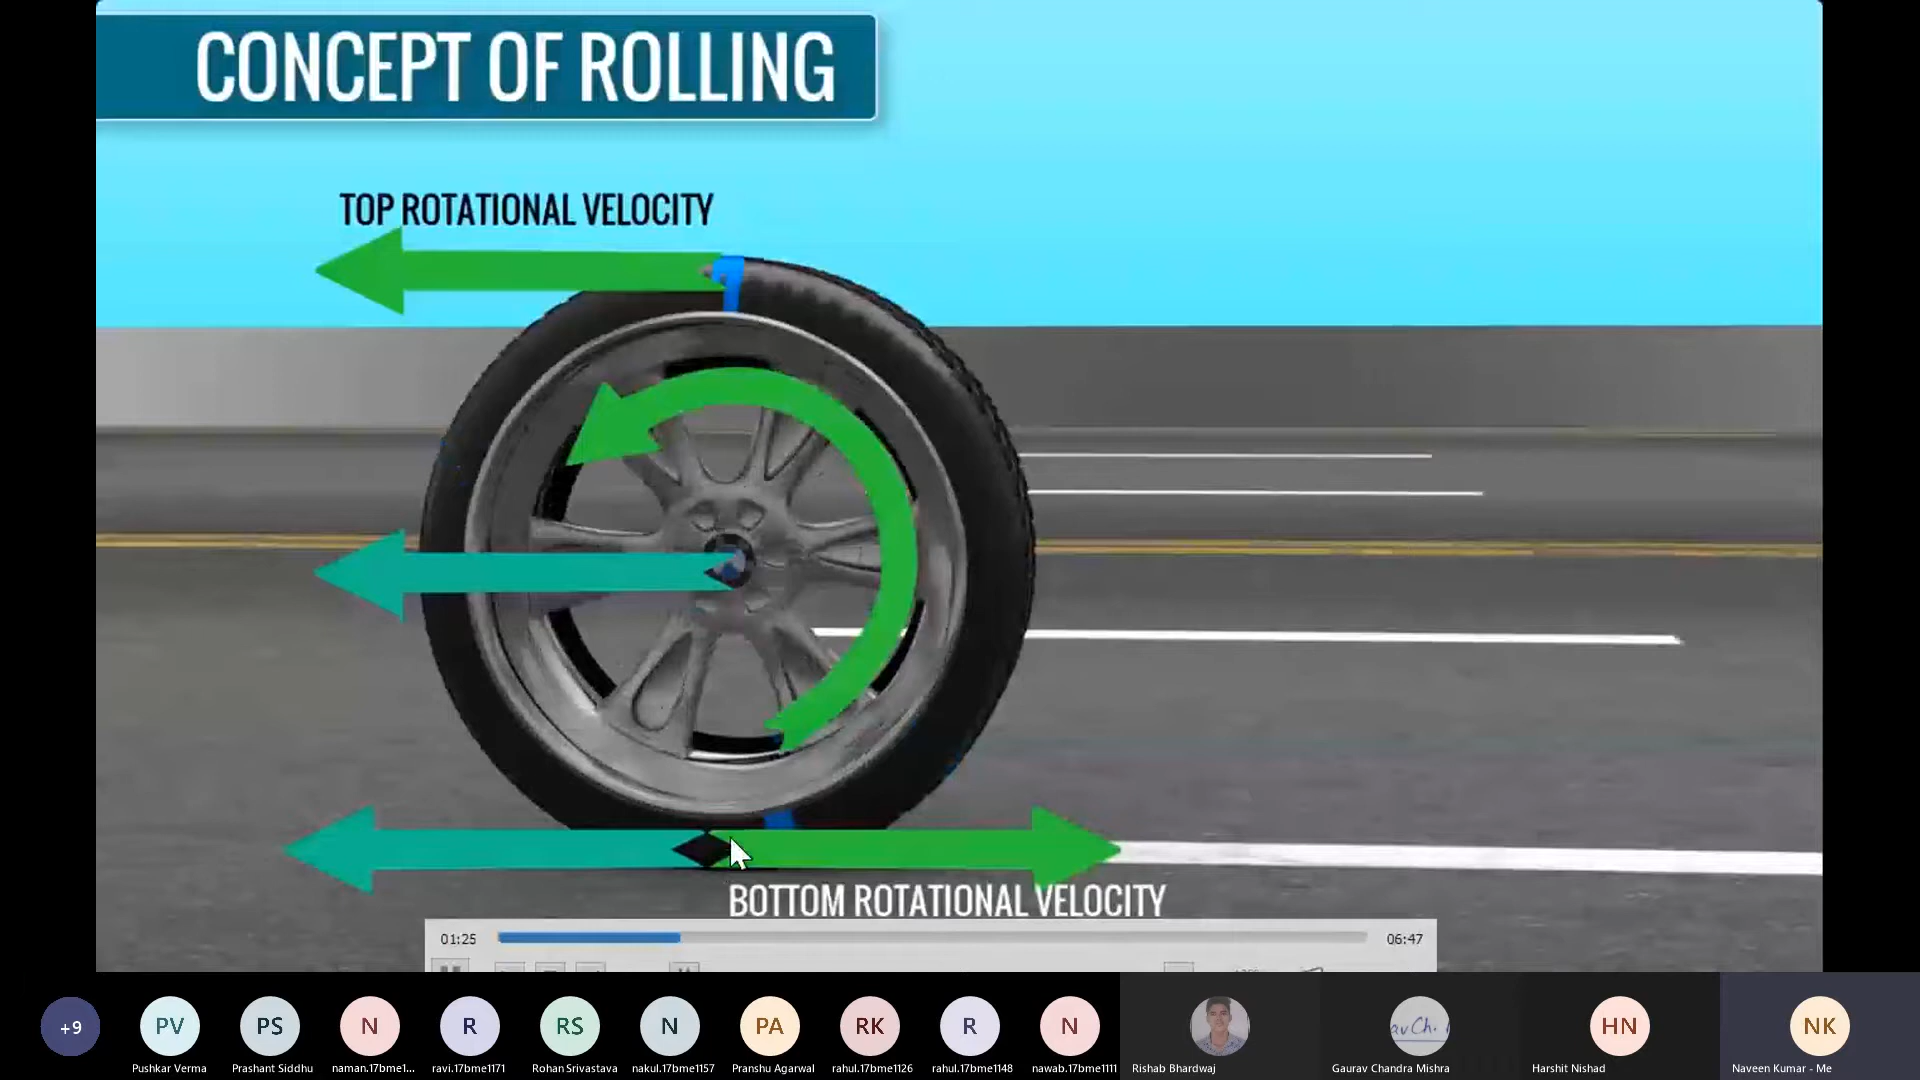 CONCEPT OF ROLLING
TOP ROTATIONAL VELOCITY
BOTTOM ROTATIONAL VELOCITY
01:25
06:47
+9
PV
PS
N
R
RS
N
PA
RK
R
N
HN
NK
Pushkar Verma
Prashant Siddhu
naman.17bme1...
ravi.17bme1171
Rohan Srivastava
nakul.17bme1157
Pranshu Agarwal
rahul.17bme1126
rahul.17bme1148
nawab.17bme1111
Rishab Bhardwaj
Gaurav Chandra Mishra
Harshit Nishad
Naveen Kumar - Me